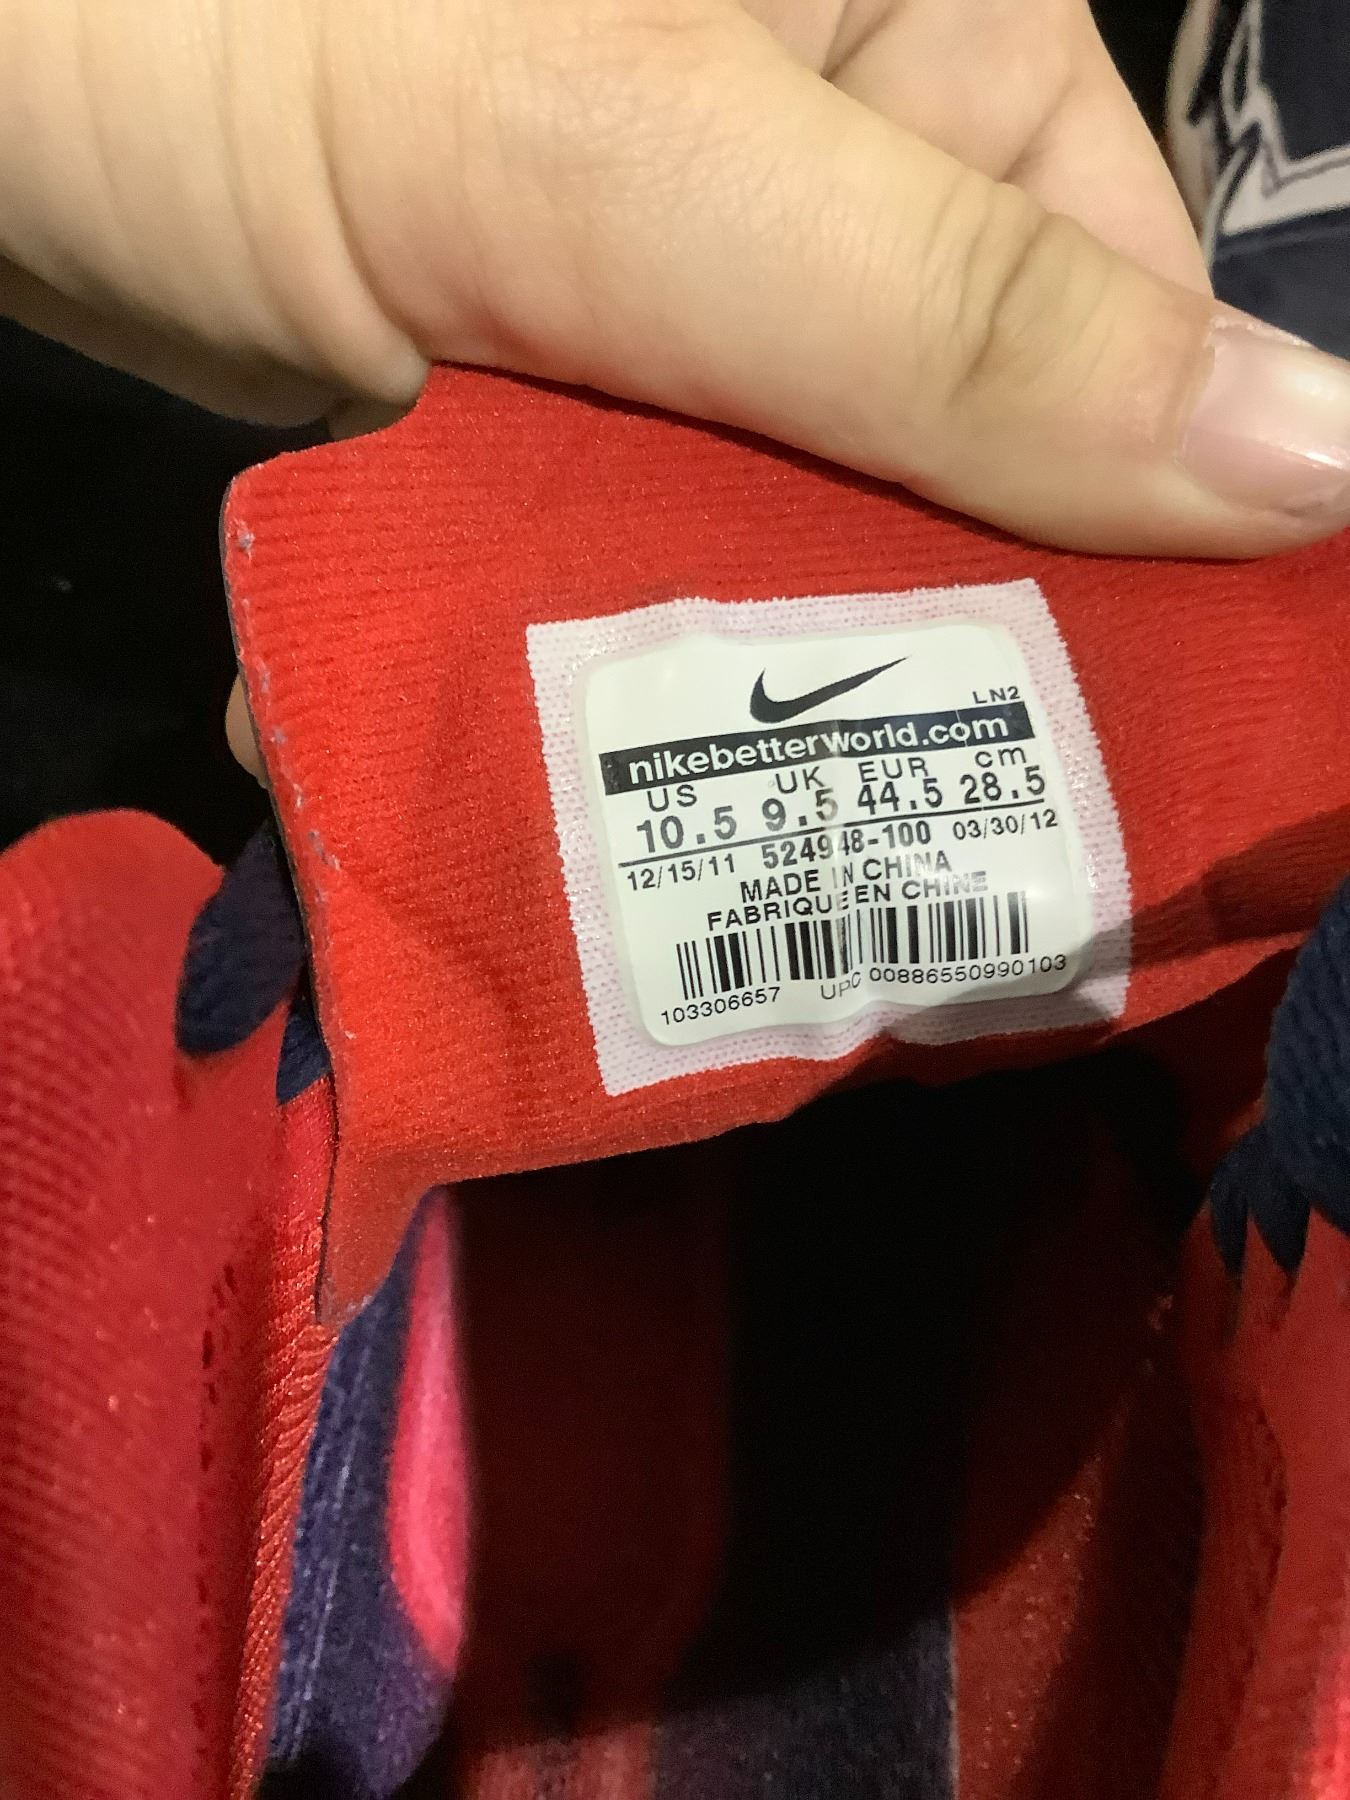 LN2
nikebetterworld.com
US UK EUR cm
10.5 9.5 44.5 28.5
12/15/11 524948-100 03/30/12
MADE IN CHINA
FABRIQUE EN CHINE
103306657 UPC 00886550990103